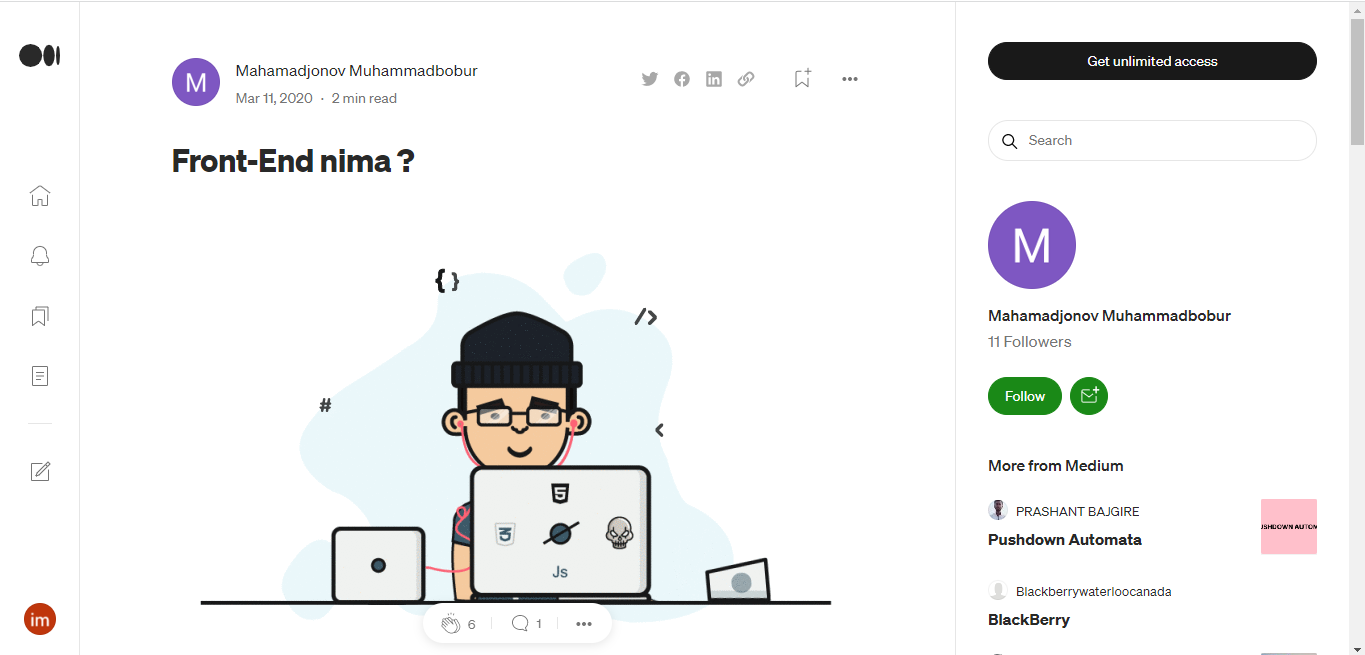 Mahamadjonov Muhammadbobur
Mar 11, 2020 · 2 min read
Front-End nima ?
{ }
/>
#
<
3
Js
6
1
im
Get unlimited access
Search
M
M
Mahamadjonov Muhammadbobur
11 Followers
Follow
More from Medium
PRASHANT BAJGIRE
Pushdown Automata
USHDOWN AUTOM
Blackberrywaterloocanada
BlackBerry